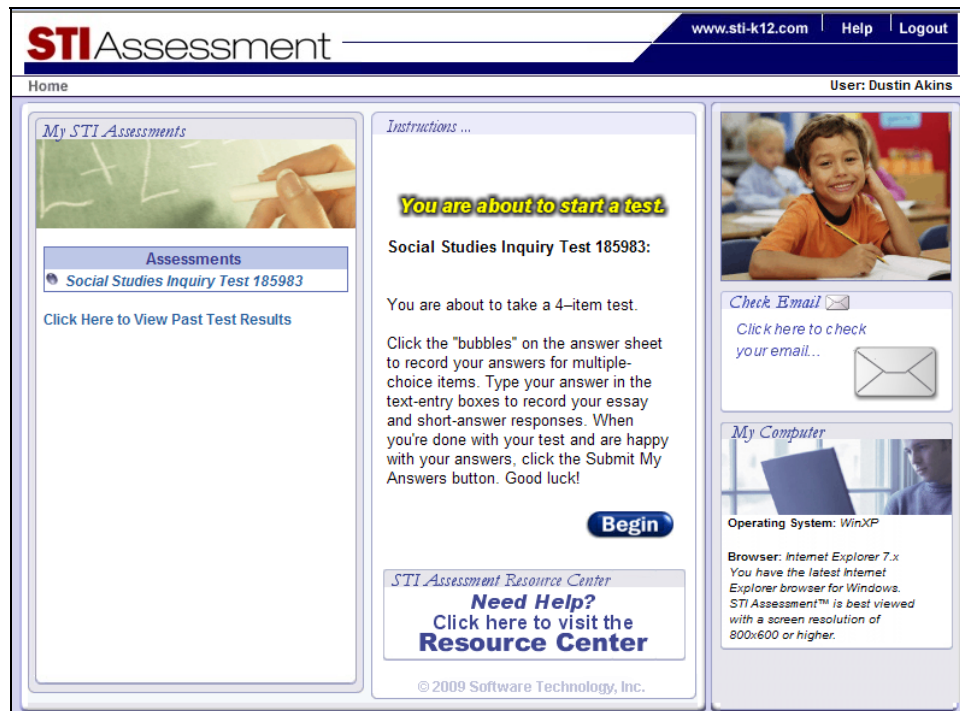 STIAssessment
www.sti-k12.com Help Logout
Home
User: Dustin Akins
My STI Assessments
Assessments
Social Studies Inquiry Test 185983
Click Here to View Past Test Results
Instructions ...
You are about to start a test.
Social Studies Inquiry Test 185983:
You are about to take a 4–item test.
Click the "bubbles" on the answer sheet
to record your answers for multiple-
choice items. Type your answer in the
text-entry boxes to record your essay
and short-answer responses. When
you're done with your test and are happy
with your answers, click the Submit My
Answers button. Good luck!
Begin
STI Assessment Resource Center
Need Help?
Click here to visit the
Resource Center
© 2009 Software Technology, Inc.
Check Email
Click here to check
your email...
My Computer
Operating System: WinXP
Browser: Internet Explorer 7.x
You have the latest Internet
Explorer browser for Windows.
STI Assessment™ is best viewed
with a screen resolution of
800x600 or higher.